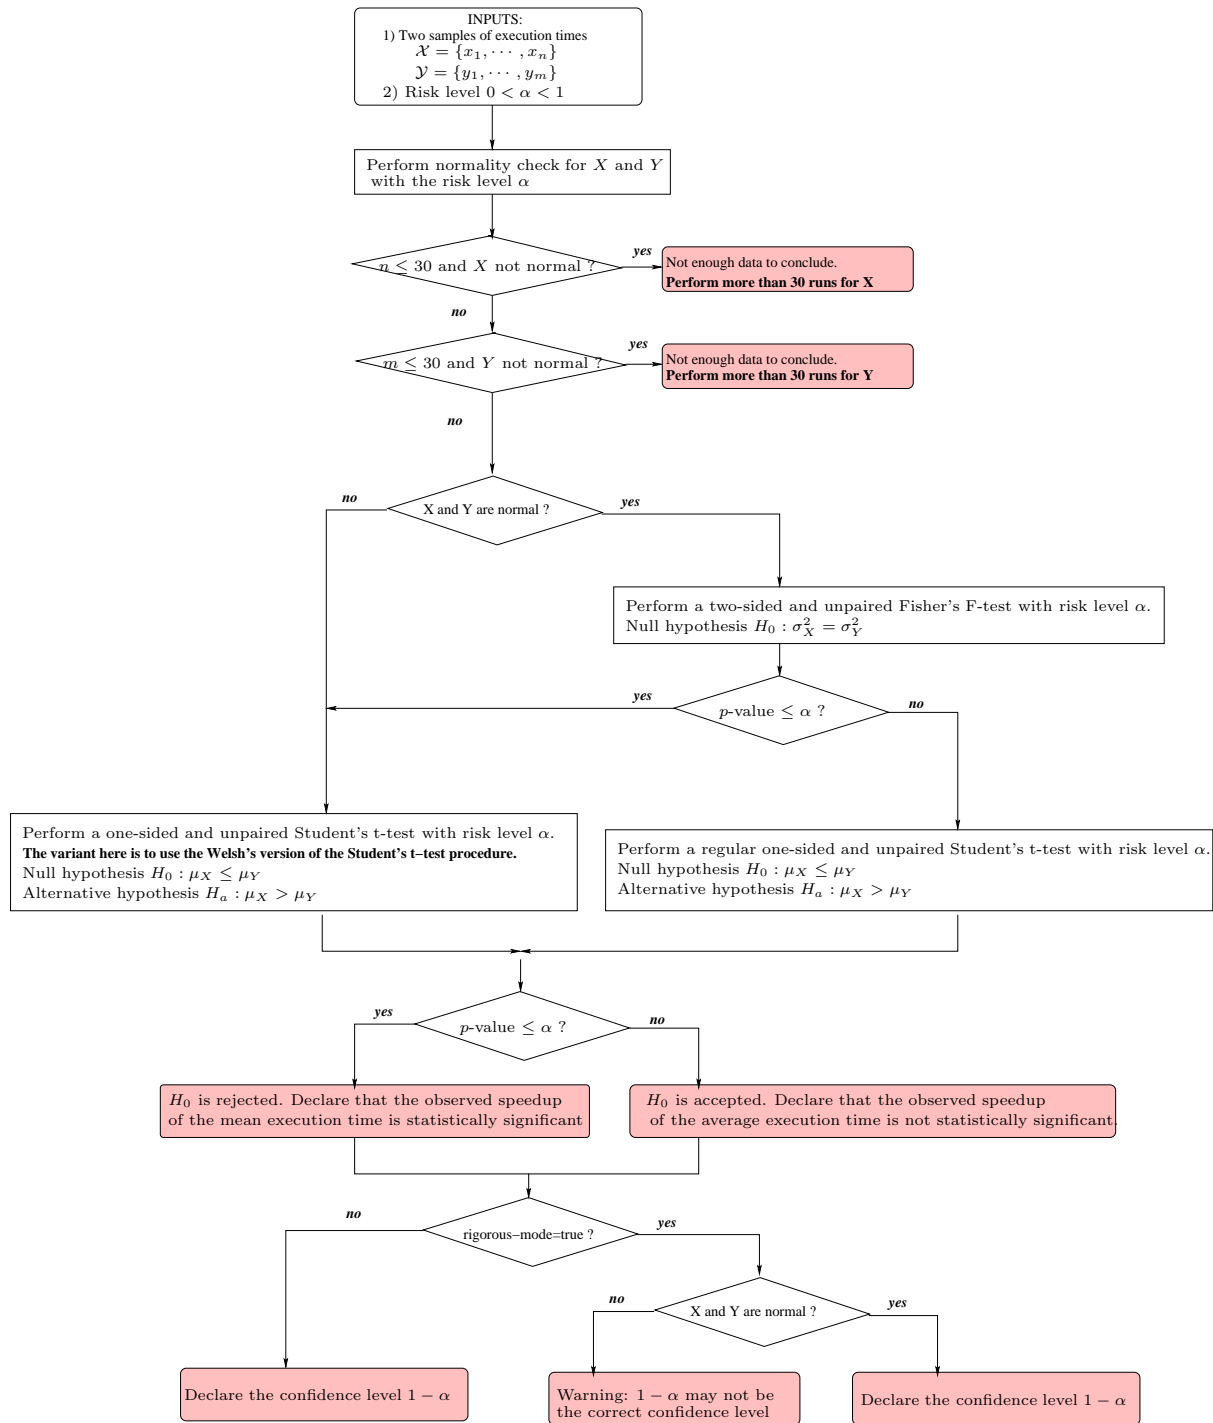 INPUTS:
1) Two samples of execution times
𝒳 = {x₁, ⋯ , xₙ}
𝒴 = {y₁, ⋯ , yₘ}
2) Risk level 0 < α < 1
Perform normality check for X and Y
with the risk level α
n ≤ 30 and X not normal ?
yes
Not enough data to conclude.
Perform more than 30 runs for X
no
m ≤ 30 and Y not normal ?
yes
Not enough data to conclude.
Perform more than 30 runs for Y
no
no
X and Y are normal ?
yes
Perform a two-sided and unpaired Fisher's F-test with risk level α.
Null hypothesis H₀ : σ²_X = σ²_Y
yes
p-value ≤ α ?
no
Perform a one-sided and unpaired Student's t-test with risk level α.
The variant here is to use the Welsh's version of the Student's t−test procedure.
Null hypothesis H₀ : μ_X ≤ μ_Y
Alternative hypothesis Hₐ : μ_X > μ_Y
Perform a regular one-sided and unpaired Student's t-test with risk level α.
Null hypothesis H₀ : μ_X ≤ μ_Y
Alternative hypothesis Hₐ : μ_X > μ_Y
yes
p-value ≤ α ?
no
H₀ is rejected. Declare that the observed speedup
of the mean execution time is statistically significant
H₀ is accepted. Declare that the observed speedup
of the average execution time is not statistically significant.
no
rigorous−mode=true ?
yes
no
X and Y are normal ?
yes
Declare the confidence level 1 − α
Warning: 1 − α may not be
the correct confidence level
Declare the confidence level 1 − α